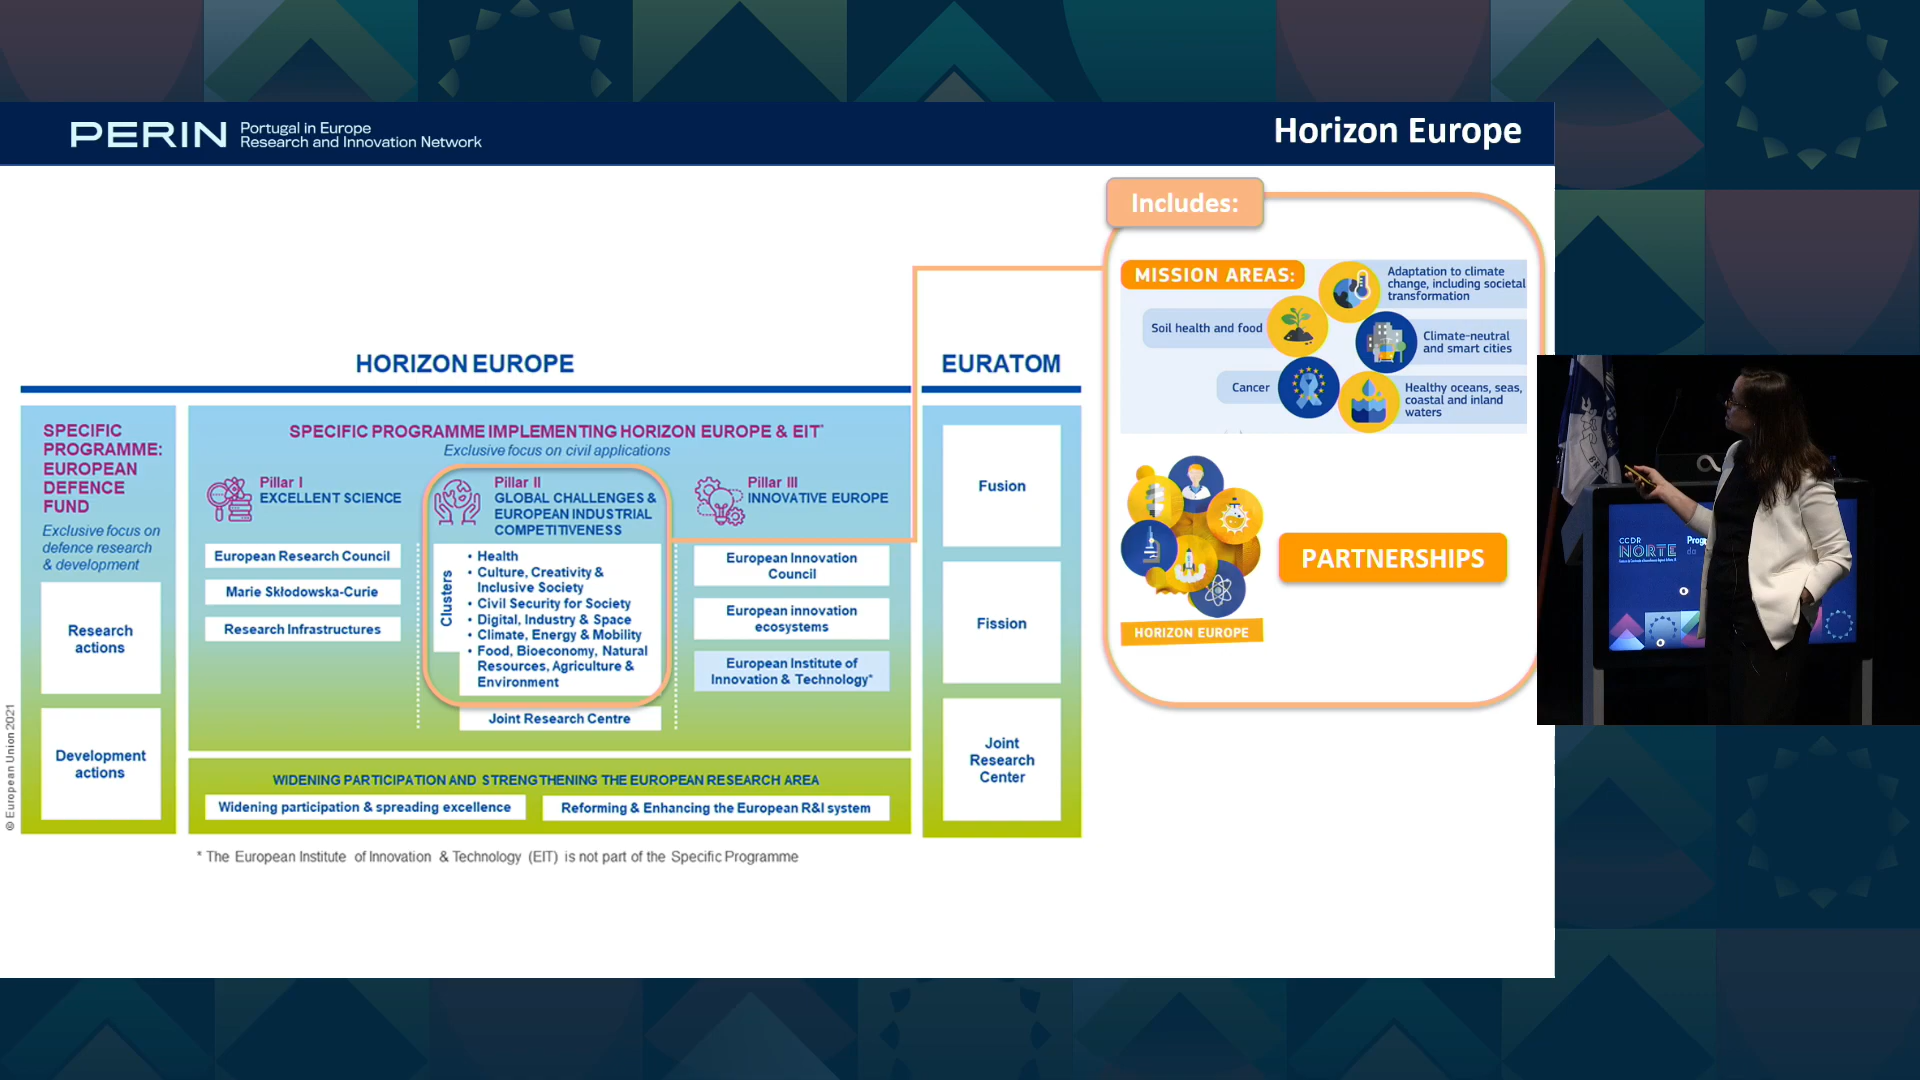 PERIN
Portugal in Europe
Research and Innovation Network
Horizon Europe
Includes:
MISSION AREAS:
Adaptation to climate
change, including societal
transformation
Soil health and food
Climate-neutral
and smart cities
Cancer
Healthy oceans, seas,
coastal and inland
waters
PARTNERSHIPS
HORIZON EUROPE
HORIZON EUROPE
EURATOM
SPECIFIC
PROGRAMME:
EUROPEAN
DEFENCE
FUND
Exclusive focus on
defence research
& development
Research
actions
Development
actions
SPECIFIC PROGRAMME IMPLEMENTING HORIZON EUROPE & EIT*
Exclusive focus on civil applications
Pillar I
EXCELLENT SCIENCE
European Research Council
Marie Skłodowska-Curie
Research Infrastructures
Pillar II
GLOBAL CHALLENGES &
EUROPEAN INDUSTRIAL
COMPETITIVENESS
Clusters
• Health
• Culture, Creativity &
Inclusive Society
• Civil Security for Society
• Digital, Industry & Space
• Climate, Energy & Mobility
• Food, Bioeconomy, Natural
Resources, Agriculture &
Environment
Joint Research Centre
Pillar III
INNOVATIVE EUROPE
European Innovation
Council
European innovation
ecosystems
European Institute of
Innovation & Technology*
Fusion
Fission
Joint
Research
Center
WIDENING PARTICIPATION AND STRENGTHENING THE EUROPEAN RESEARCH AREA
Widening participation & spreading excellence
Reforming & Enhancing the European R&I system
* The European Institute of Innovation & Technology (EIT) is not part of the Specific Programme
© European Union 2021
CCDR
NORTE